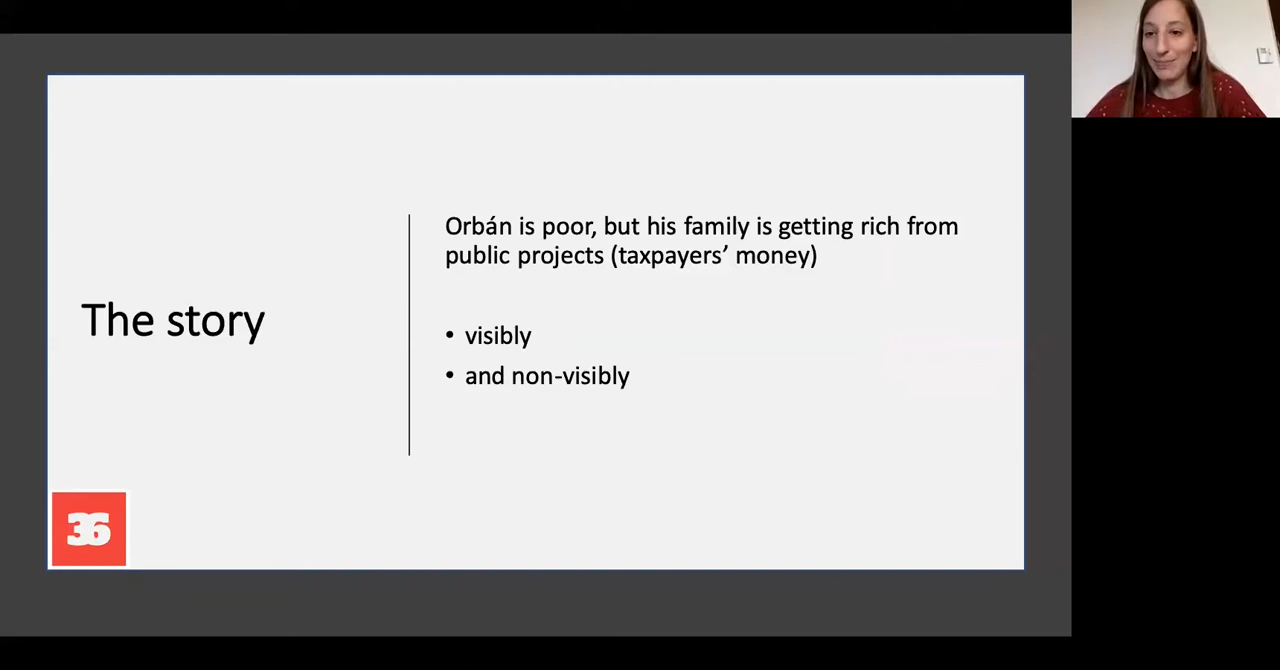 The story
Orbán is poor, but his family is getting rich from
public projects (taxpayers’ money)
• visibly
• and non-visibly
36